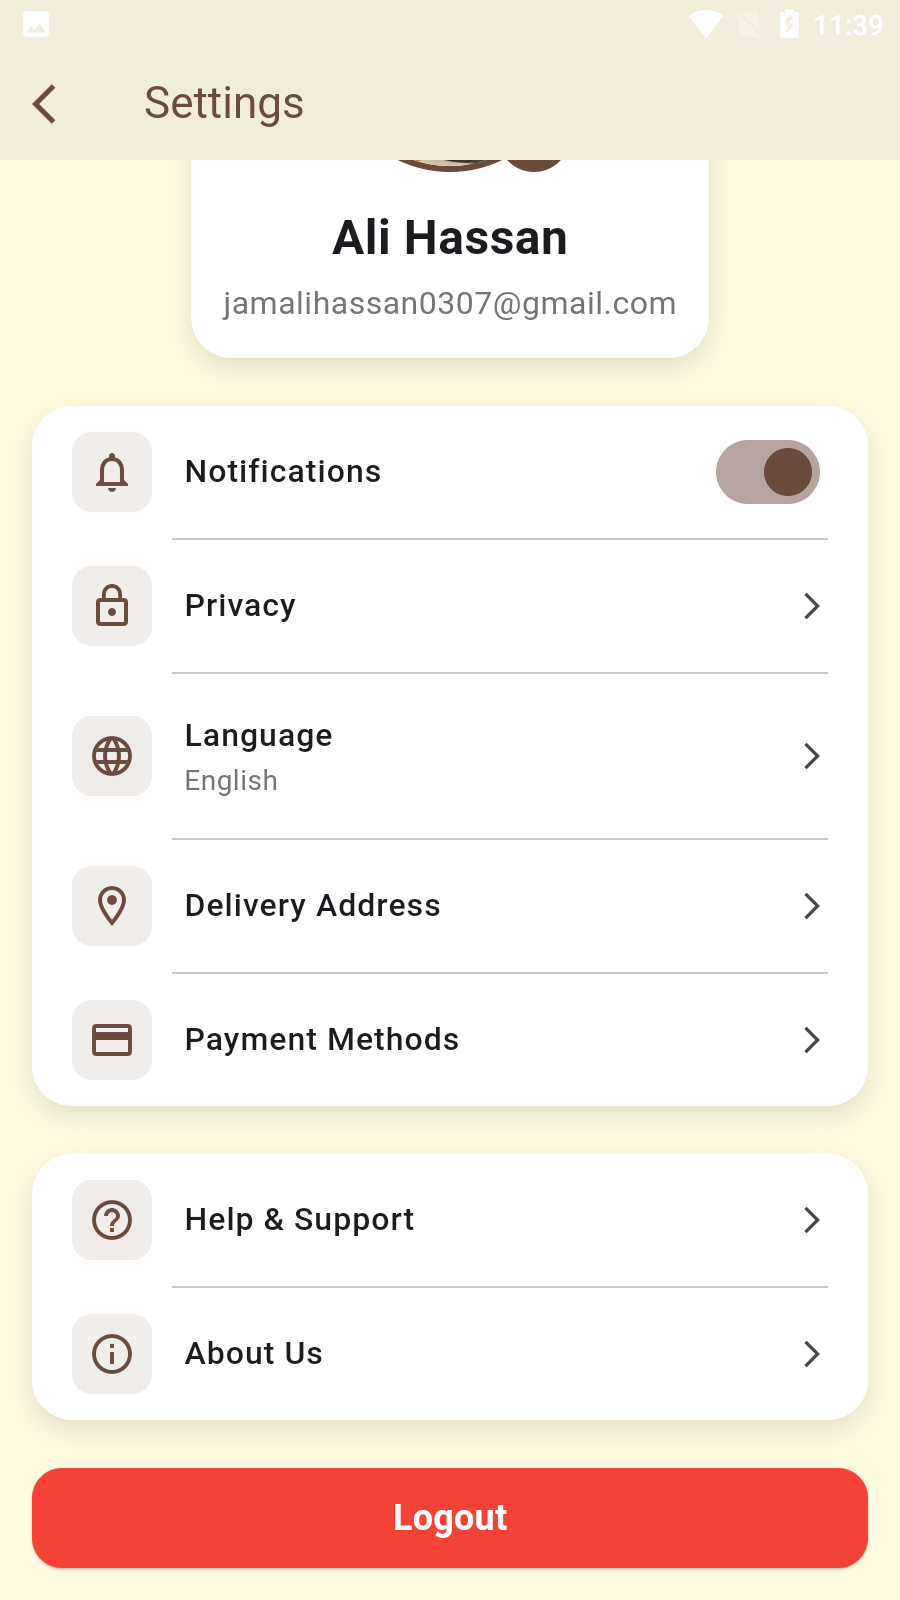 11:39
Settings
Ali Hassan
jamalihassan0307@gmail.com
Notifications
Privacy
Language
English
Delivery Address
Payment Methods
Help & Support
About Us
Logout